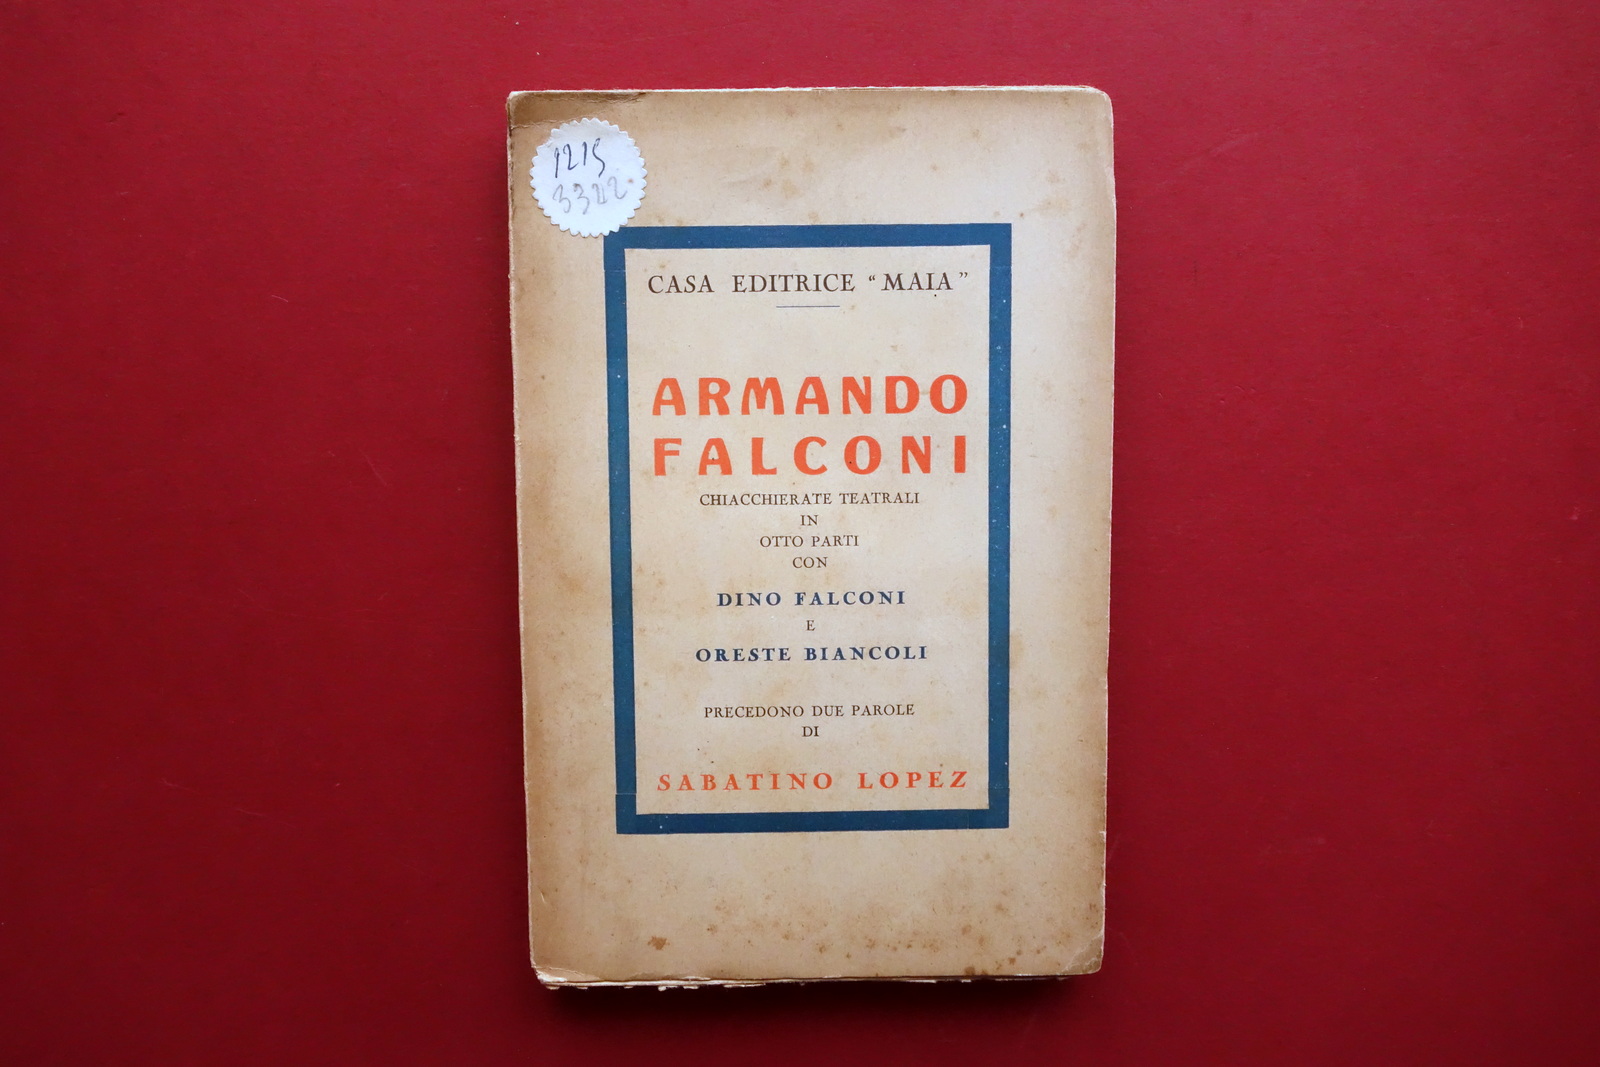 1215
3322
CASA EDITRICE “MAIA”
ARMANDO
FALCONI
CHIACCHIERATE TEATRALI
IN
OTTO PARTI
CON
DINO FALCONI
E
ORESTE BIANCOLI
PRECEDONO DUE PAROLE
DI
SABATINO LOPEZ